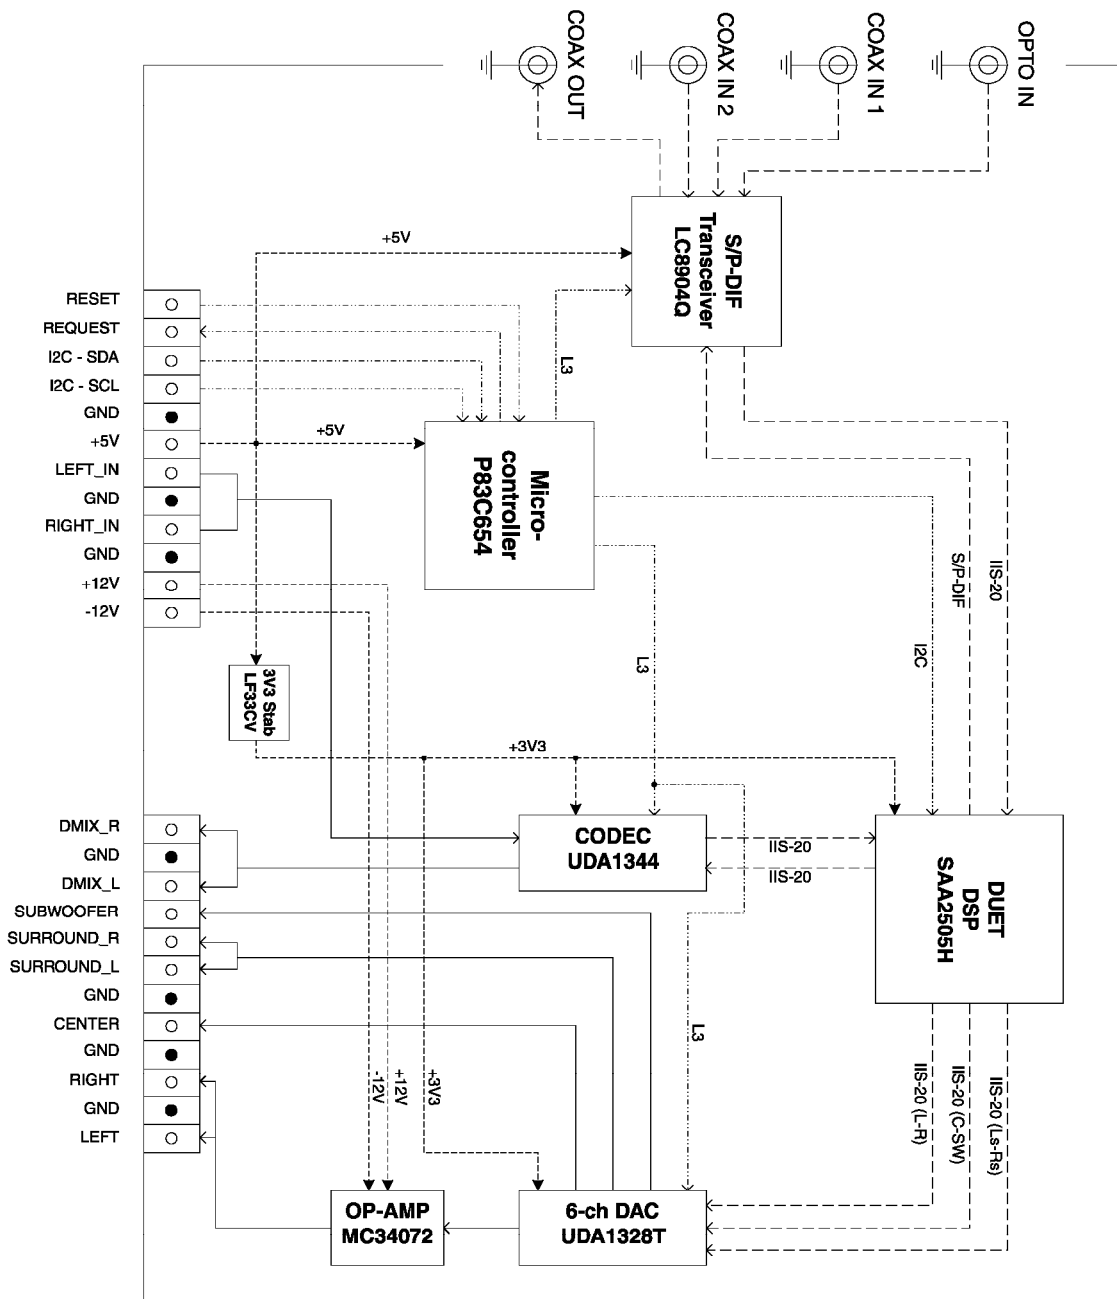 COAX OUT
COAX IN 2
COAX IN 1
OPTO IN
S/P-DIF
Transceiver
LC8904Q
+5V
RESET
REQUEST
I2C - SDA
I2C - SCL
GND
+5V
LEFT_IN
GND
RIGHT_IN
GND
+12V
-12V
+5V
L3
Micro-
controller
P83C654
S/P-DIF
IIS-20
I2C
L3
3V3 Stab
LF33CV
+3V3
DMIX_R
GND
DMIX_L
SUBWOOFER
SURROUND_R
SURROUND_L
GND
CENTER
GND
RIGHT
GND
LEFT
CODEC
UDA1344
IIS-20
IIS-20
DUET
DSP
SAA2505H
L3
-12V
+12V
+3V3
IIS-20 (L-R)
IIS-20 (C-SW)
IIS-20 (Ls-Rs)
OP-AMP
MC34072
6-ch DAC
UDA1328T